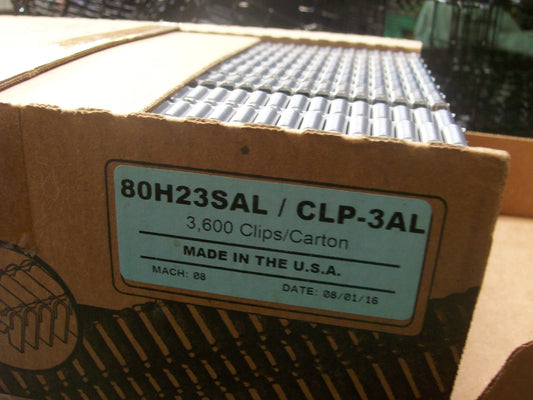 80H23SAL / CLP-3AL
3,600 Clips/Carton
MADE IN THE U.S.A.
MACH: 08 DATE: 08/01/16